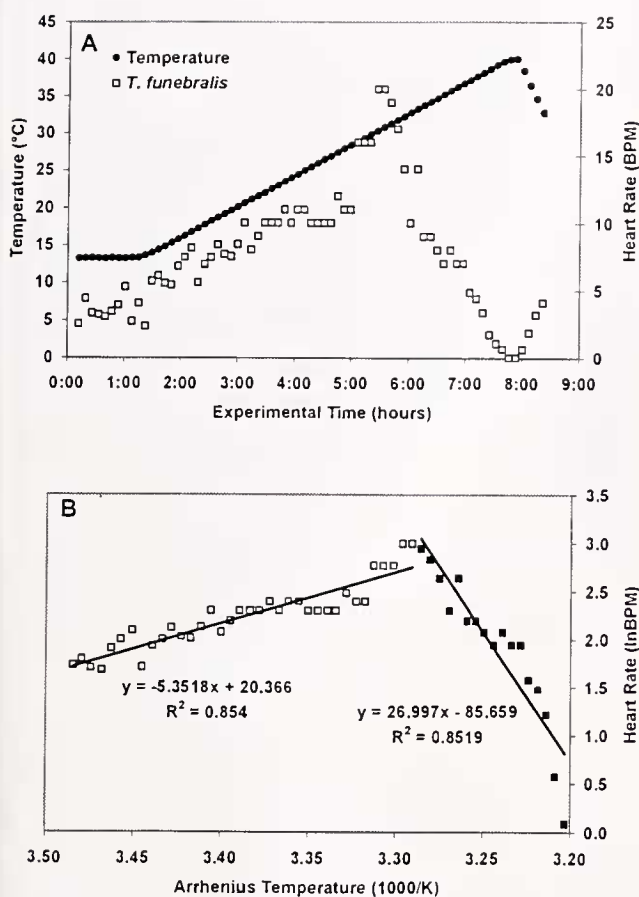 A
Temperature
T. funebralis
Temperature (°C)
45
40
35
30
25
20
15
10
5
0
25
20
15
10
5
0
Heart Rate (BPM)
0:00 1:00 2:00 3:00 4:00 5:00 6:00 7:00 8:00 9:00
Experimental Time (hours)
B
3.5
3.0
2.5
2.0
1.5
1.0
0.5
0.0
Heart Rate (lnBPM)
y = -5.3518x + 20.366
R² = 0.854
y = 26.997x - 85.659
R² = 0.8519
3.50 3.45 3.40 3.35 3.30 3.25 3.20
Arrhenius Temperature (1000/K)